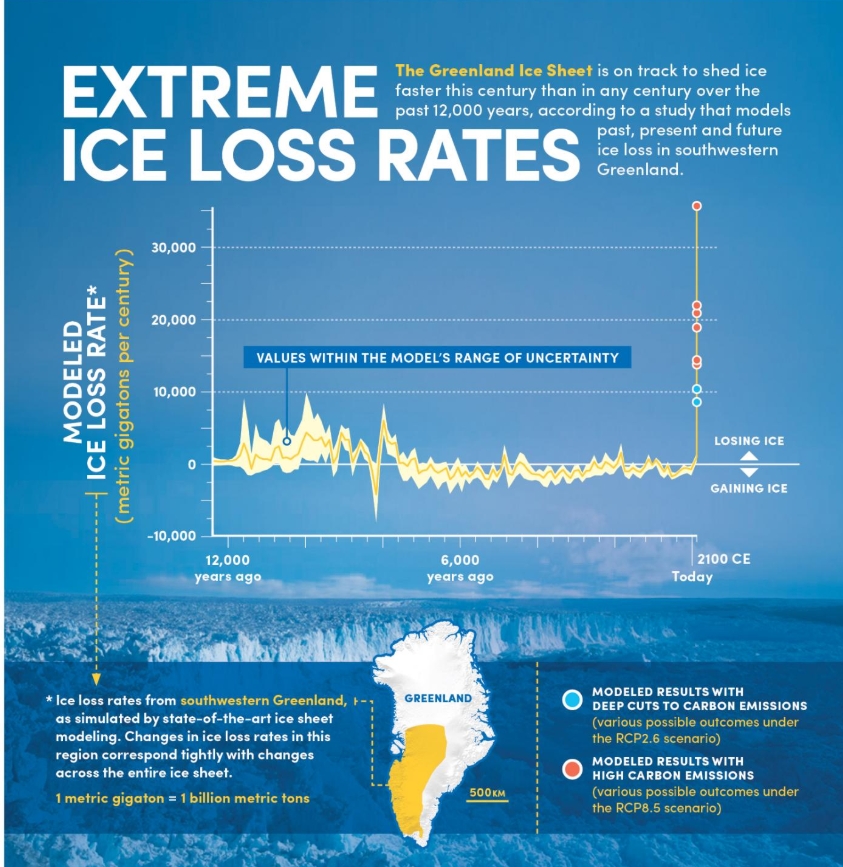 EXTREME
ICE LOSS RATES
The Greenland Ice Sheet is on track to shed ice
faster this century than in any century over the
past 12,000 years, according to a study that models
past, present and future
ice loss in southwestern
Greenland.
MODELED
ICE LOSS RATE*
(metric gigatons per century)
30,000
20,000
VALUES WITHIN THE MODEL'S RANGE OF UNCERTAINTY
10,000
LOSING ICE
0
GAINING ICE
-10,000
12,000
years ago
6,000
years ago
2100 CE
Today
* Ice loss rates from southwestern Greenland,
as simulated by state-of-the-art ice sheet
modeling. Changes in ice loss rates in this
region correspond tightly with changes
across the entire ice sheet.
1 metric gigaton = 1 billion metric tons
GREENLAND
500KM
MODELED RESULTS WITH
DEEP CUTS TO CARBON EMISSIONS
(various possible outcomes under
the RCP2.6 scenario)
MODELED RESULTS WITH
HIGH CARBON EMISSIONS
(various possible outcomes under
the RCP8.5 scenario)